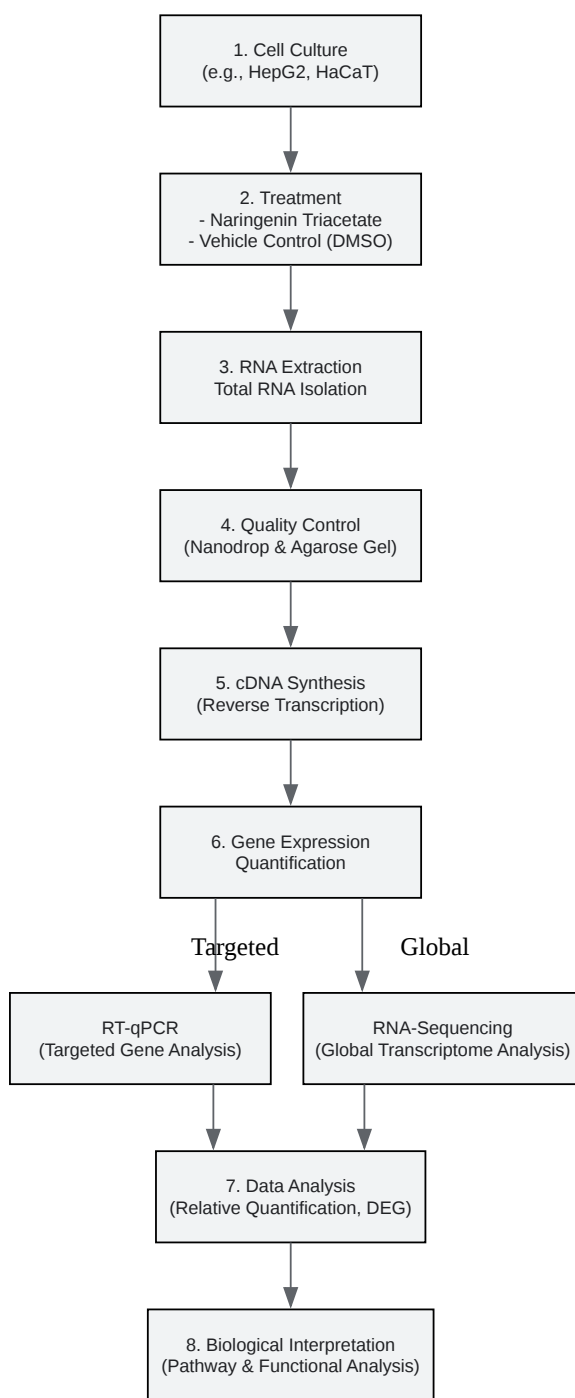 1. Cell Culture
(e.g., HepG2, HaCaT)
2. Treatment
- Naringenin Triacetate
- Vehicle Control (DMSO)
3. RNA Extraction
Total RNA Isolation
4. Quality Control
(Nanodrop & Agarose Gel)
5. cDNA Synthesis
(Reverse Transcription)
6. Gene Expression
Quantification
Targeted
Global
RT-qPCR
(Targeted Gene Analysis)
RNA-Sequencing
(Global Transcriptome Analysis)
7. Data Analysis
(Relative Quantification, DEG)
8. Biological Interpretation
(Pathway & Functional Analysis)